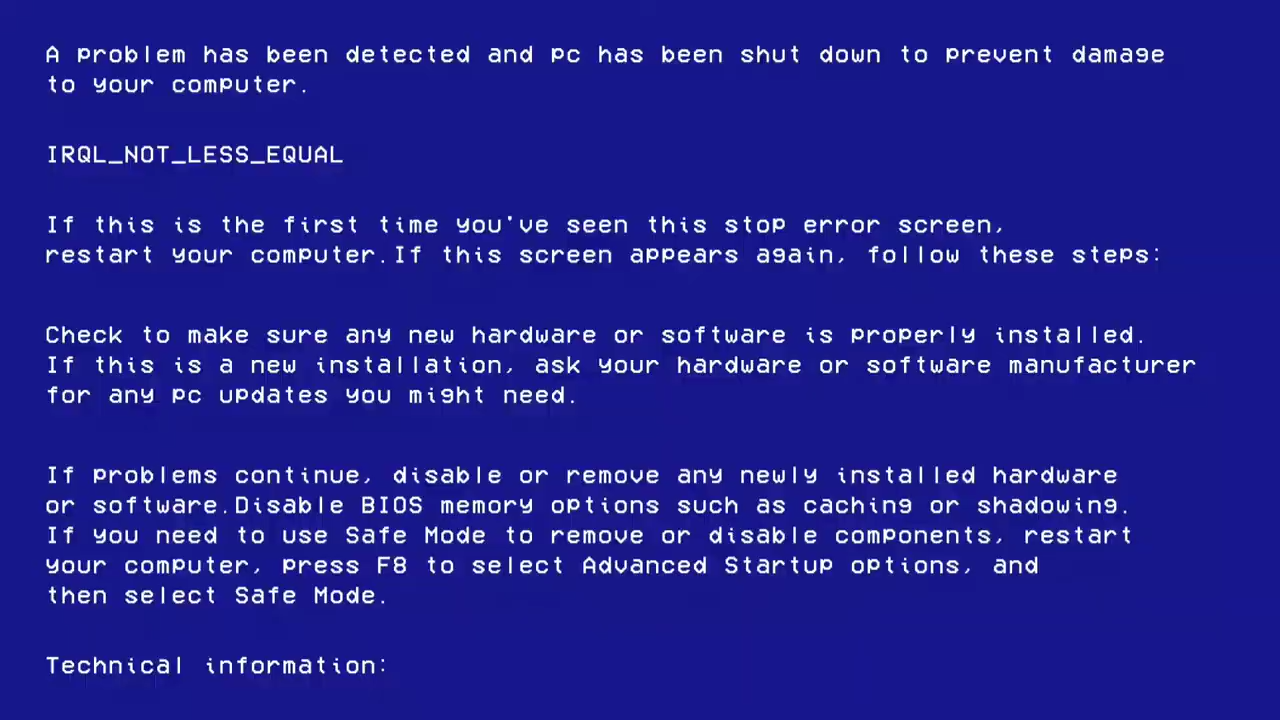 A problem has been detected and pc has been shut down to prevent damage
to your computer.
IRQL_NOT_LESS_EQUAL
If this is the first time you've seen this stop error screen,
restart your computer.If this screen appears again, follow these steps:
Check to make sure any new hardware or software is properly installed.
If this is a new installation, ask your hardware or software manufacturer
for any pc updates you might need.
If problems continue, disable or remove any newly installed hardware
or software.Disable BIOS memory options such as caching or shadowing.
If you need to use Safe Mode to remove or disable components, restart
your computer, press F8 to select Advanced Startup options, and
then select Safe Mode.
Technical information: